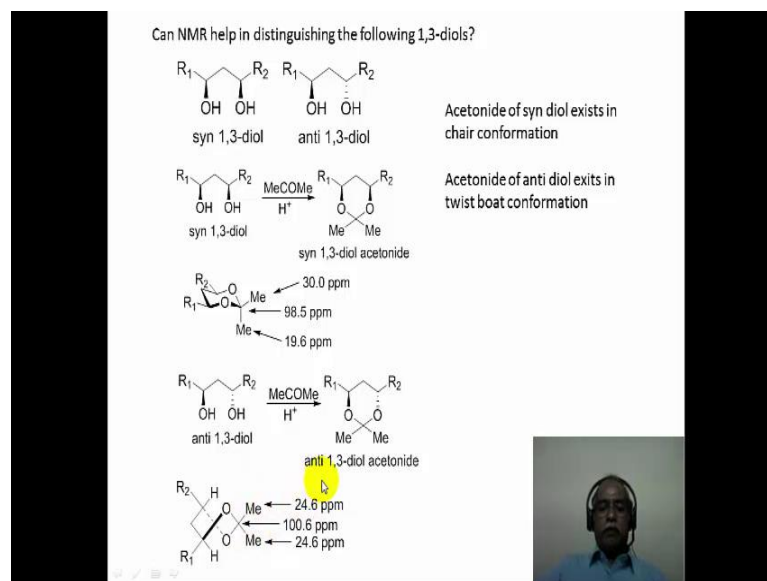 Can NMR help in distinguishing the following 1,3-diols?
R1 R2 R1 R2
OH OH OH OH
syn 1,3-diol anti 1,3-diol
Acetonide of syn diol exists in
chair conformation
Acetonide of anti diol exits in
twist boat conformation
R1 R2 MeCOMe R1 R2
OH OH H+ O O
syn 1,3-diol Me Me
syn 1,3-diol acetonide
R2 O Me 30.0 ppm
R1 O 98.5 ppm
Me 19.6 ppm
R1 R2 MeCOMe R1 R2
OH OH H+ O O
anti 1,3-diol Me Me
anti 1,3-diol acetonide
R2 H
O Me 24.6 ppm
100.6 ppm
O Me 24.6 ppm
R1 H